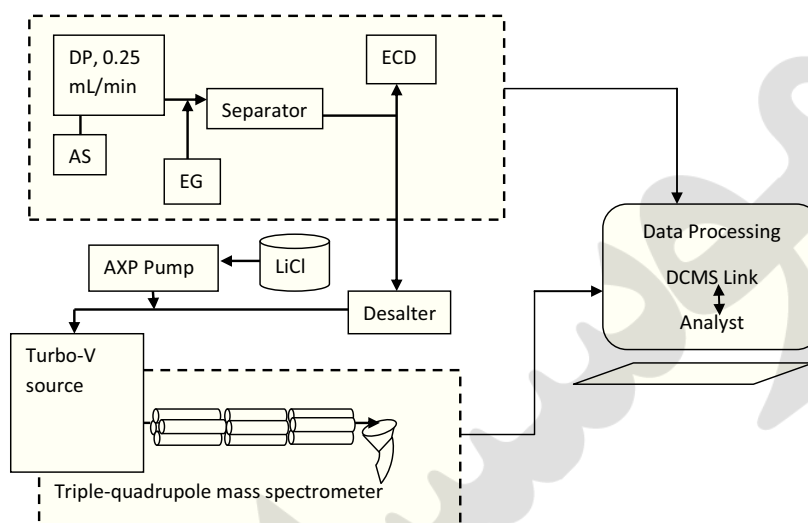 DP, 0.25
mL/min
ECD
Separator
AS
EG
AXP Pump
LiCl
Desalter
Data Processing
DCMS Link
Analyst
Turbo-V
source
Triple-quadrupole mass spectrometer